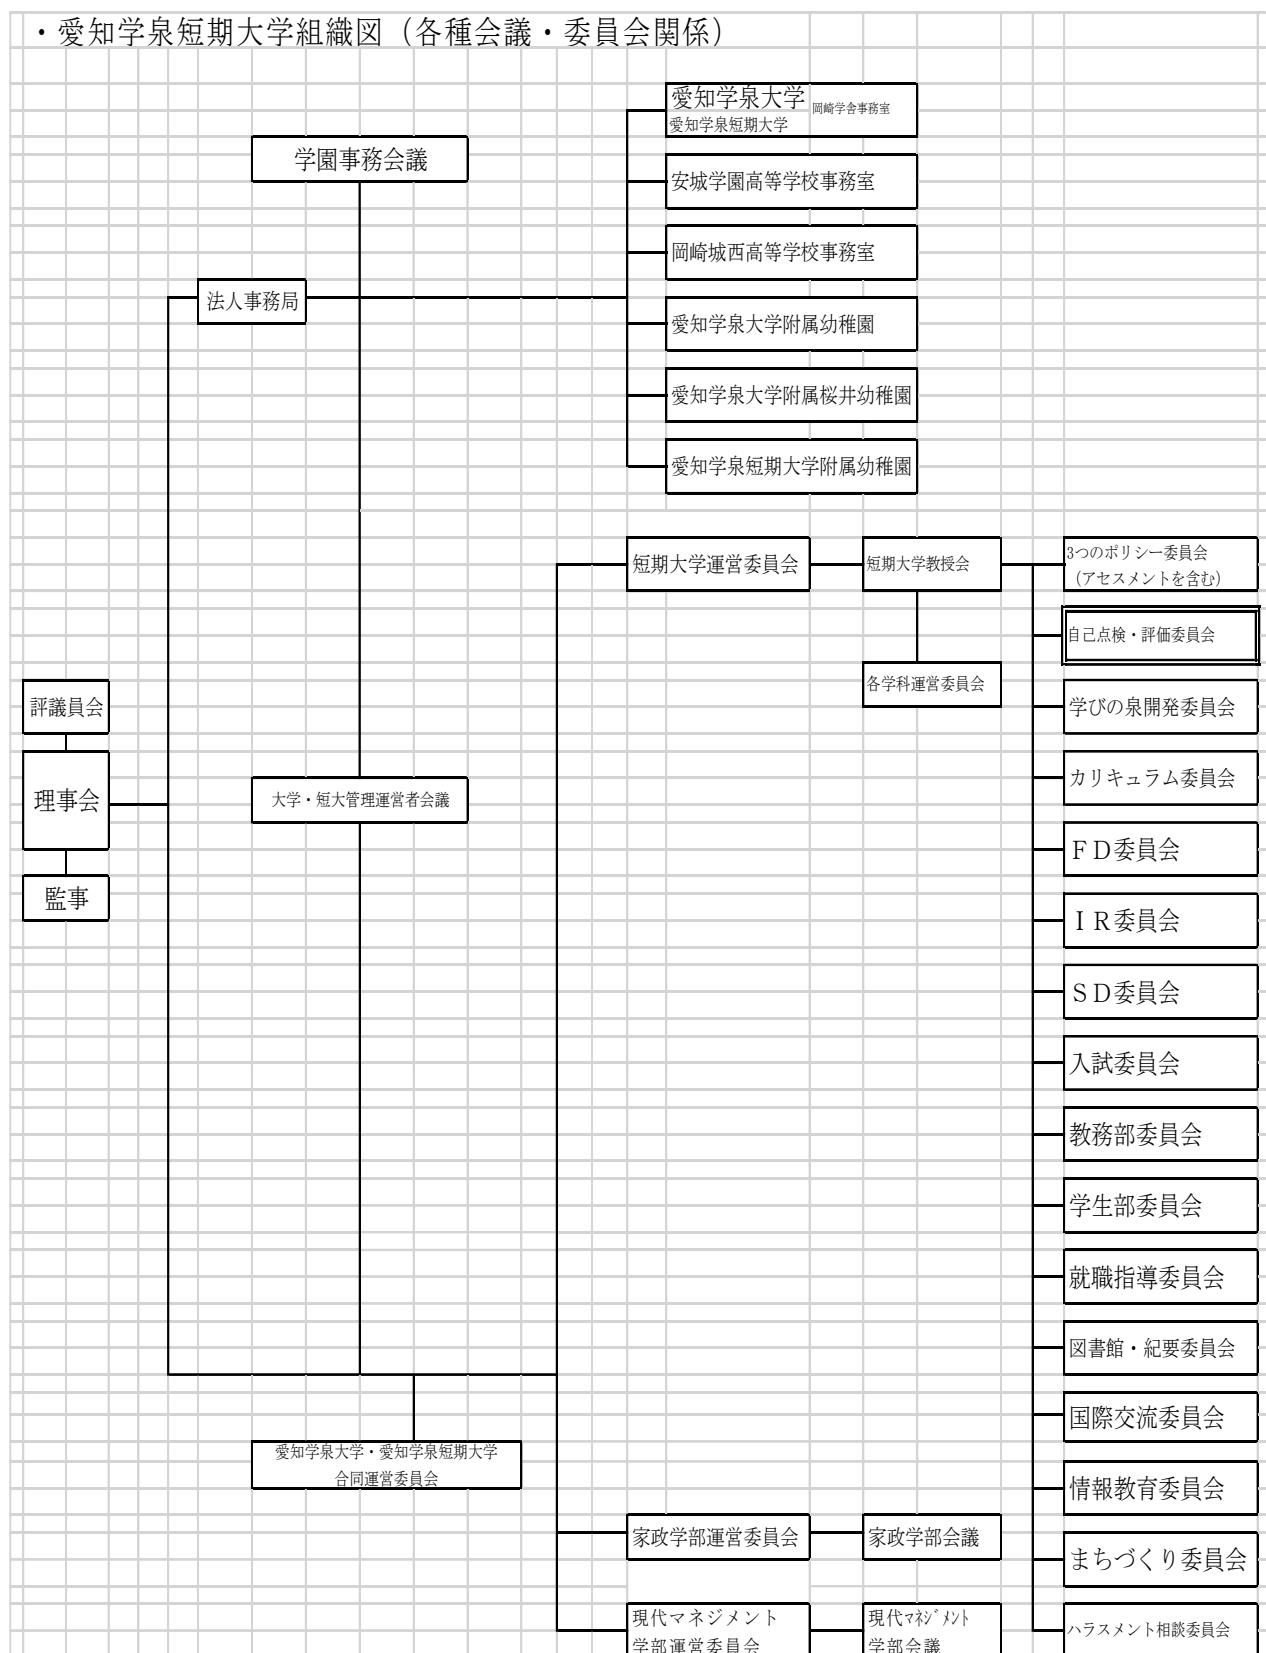 ・愛知学泉短期大学組織図（各種会議・委員会関係）
愛知学泉大学
愛知学泉短期大学
岡崎学舎事務室
学園事務会議
安城学園高等学校事務室
岡崎城西高等学校事務室
法人事務局
愛知学泉大学附属幼稚園
愛知学泉大学附属桜井幼稚園
愛知学泉短期大学附属幼稚園
短期大学運営委員会
短期大学教授会
3つのポリシー委員会
（アセスメントを含む）
自己点検・評価委員会
各学科運営委員会
評議員会
学びの泉開発委員会
理事会
大学・短大管理運営者会議
カリキュラム委員会
ＦＤ委員会
監事
ＩＲ委員会
ＳＤ委員会
入試委員会
教務部委員会
学生部委員会
就職指導委員会
図書館・紀要委員会
国際交流委員会
愛知学泉大学・愛知学泉短期大学
合同運営委員会
情報教育委員会
家政学部運営委員会
家政学部会議
まちづくり委員会
現代マネジメント
学部運営委員会
現代ﾏﾈｼﾞﾒﾝﾄ
学部会議
ハラスメント相談委員会